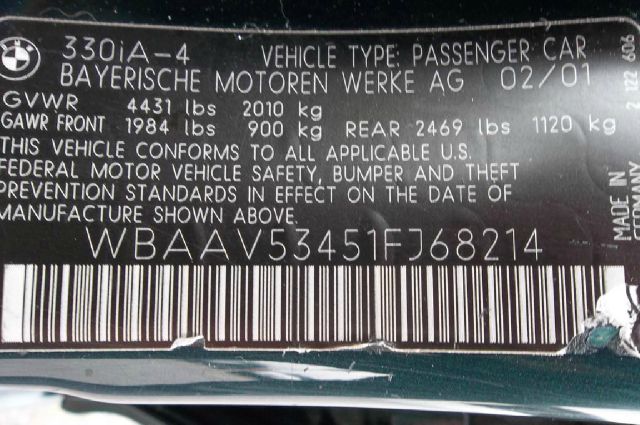 330iA-4 VEHICLE TYPE: PASSENGER CAR
BAYERISCHE MOTOREN WERKE AG 02/01
GVWR 4431 lbs 2010 kg
GAWR FRONT 1984 lbs 900 kg REAR 2469 lbs 1120 kg
THIS VEHICLE CONFORMS TO ALL APPLICABLE U.S.
FEDERAL MOTOR VEHICLE SAFETY, BUMPER AND THEFT
PREVENTION STANDARDS IN EFFECT ON THE DATE OF
MANUFACTURE SHOWN ABOVE.
WBAAV53451FJ68214
MADE IN
GERMANY
122 606